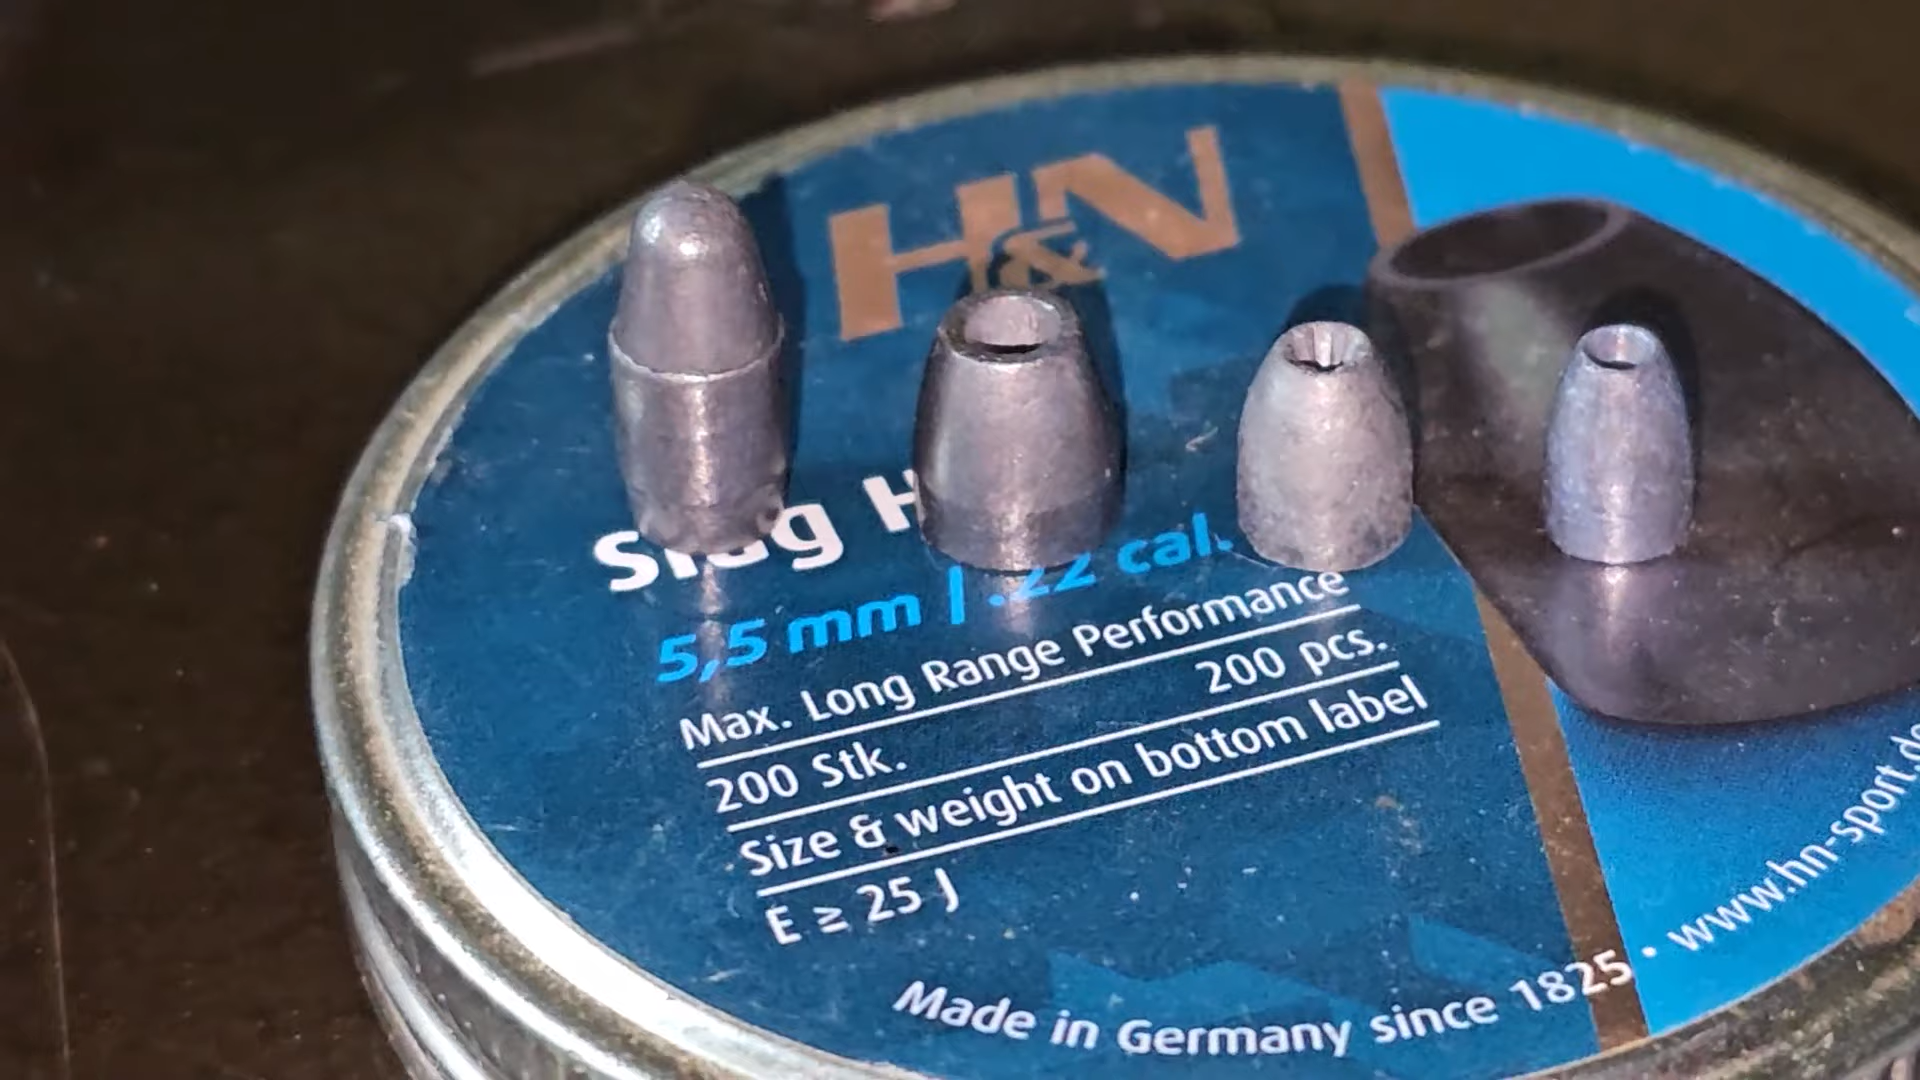 H&N
Slug H
5,5 mm | .22 cal.
Max. Long Range Performance
200 Stk. 200 pcs.
Size & weight on bottom label
E ≥ 25 J
Made in Germany since 1825 · www.hn-sport.de